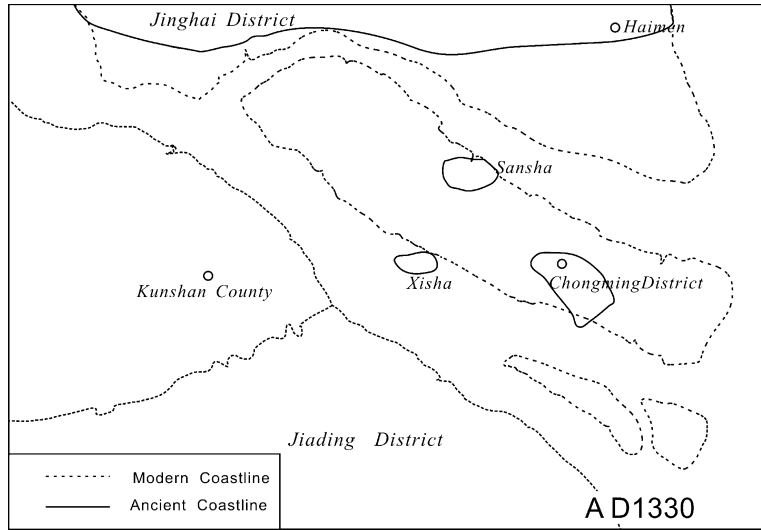 Jinghai District
Haimen
Sansha
Xisha
ChongmingDistrict
Kunshan County
Jiading District
Modern Coastline
Ancient Coastline
A D1330